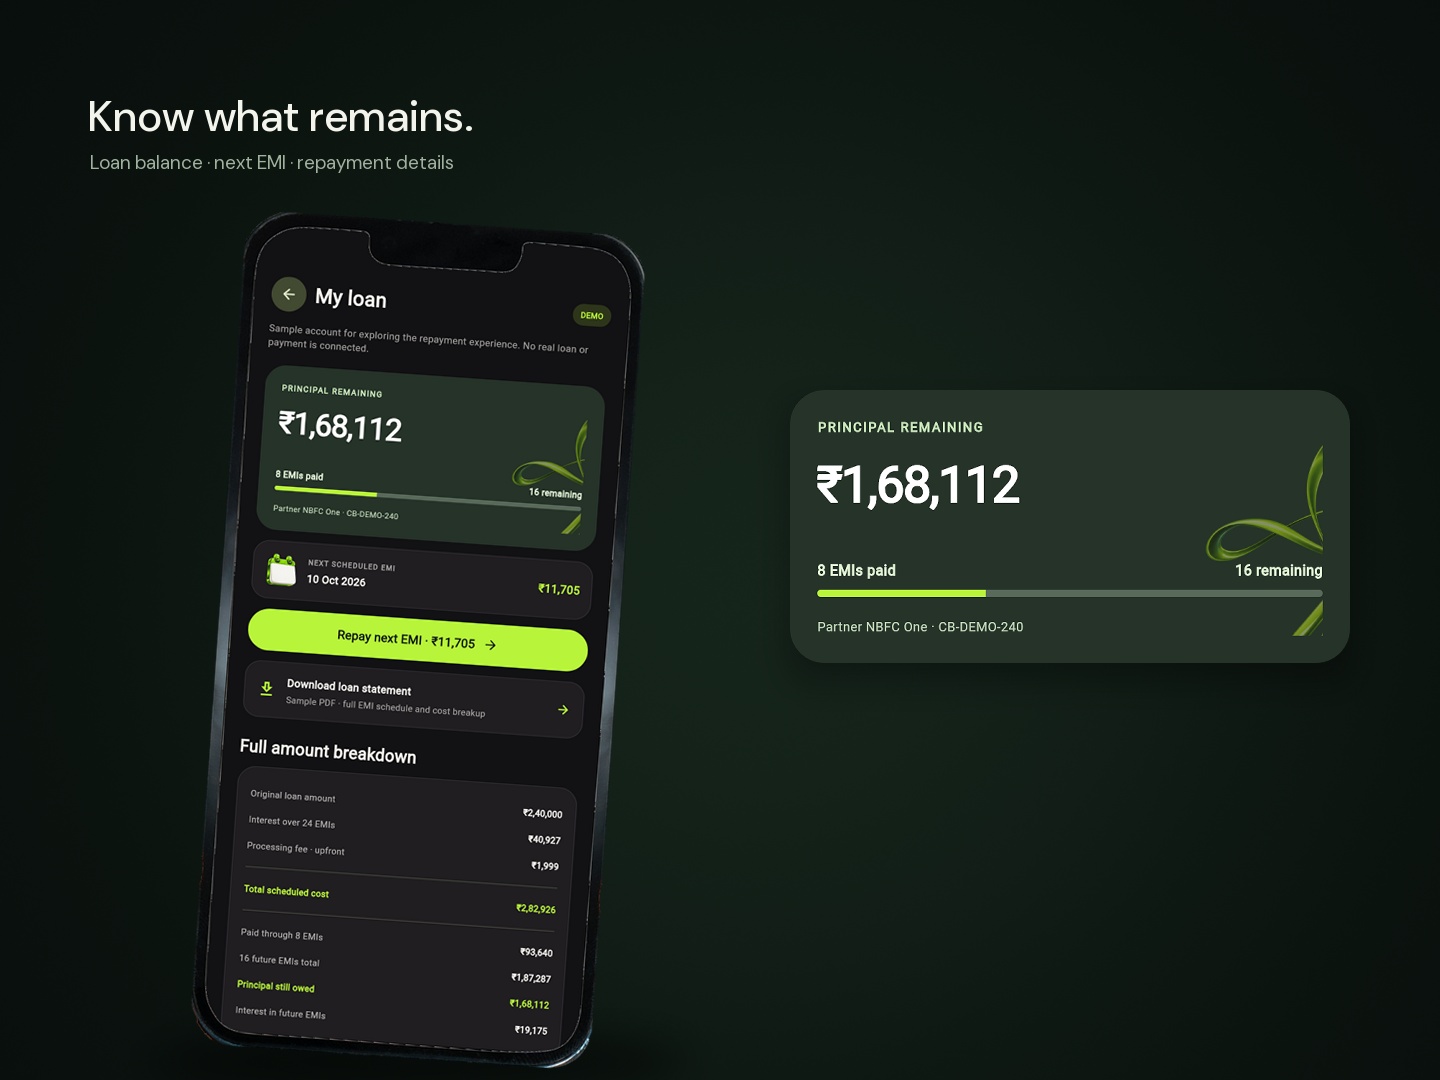 Know what remains.
Loan balance · next EMI · repayment details
My loan
DEMO
Sample account for exploring the repayment experience. No real loan or
payment is connected.
PRINCIPAL REMAINING
₹1,68,112
8 EMIs paid
16 remaining
Partner NBFC One · CB-DEMO-240
NEXT SCHEDULED EMI
10 Oct 2026
₹11,705
Repay next EMI · ₹11,705 →
Download loan statement
Sample PDF · full EMI schedule and cost breakup
Full amount breakdown
Original loan amount ₹2,40,000
Interest over 24 EMIs ₹40,927
Processing fee · upfront ₹1,999
Total scheduled cost ₹2,82,926
Paid through 8 EMIs ₹93,640
16 future EMIs total ₹1,87,287
Principal still owed ₹1,68,112
Interest in future EMIs ₹19,175
PRINCIPAL REMAINING
₹1,68,112
8 EMIs paid
16 remaining
Partner NBFC One · CB-DEMO-240